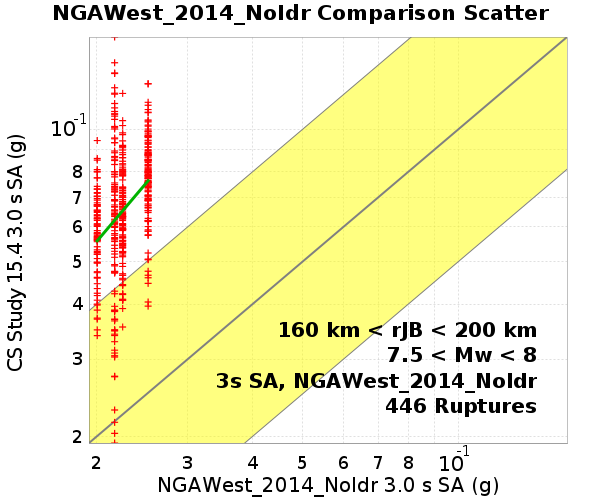 NGAWest_2014_NoIdr Comparison Scatter
CS Study 15.4 3.0 s SA (g)
10-1
8
7
6
5
4
3
2
160 km < rJB < 200 km
7.5 < Mw < 8
3s SA, NGAWest_2014_NoIdr
446 Ruptures
2 3 4 5 6 7 8 10-1
NGAWest_2014_NoIdr 3.0 s SA (g)